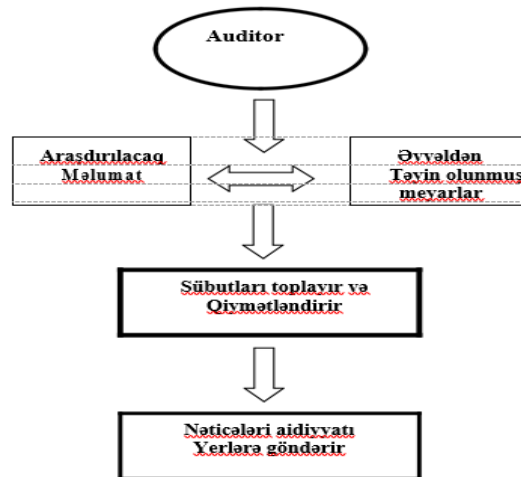 Auditor
Araşdırılacaq
Məlumat
Əvvəldən
Təyin olunmuş
meyarlar
Sübutları toplayır və
Qiymətləndirir
Nəticələri aidiyyatı
Yerlərə göndərir